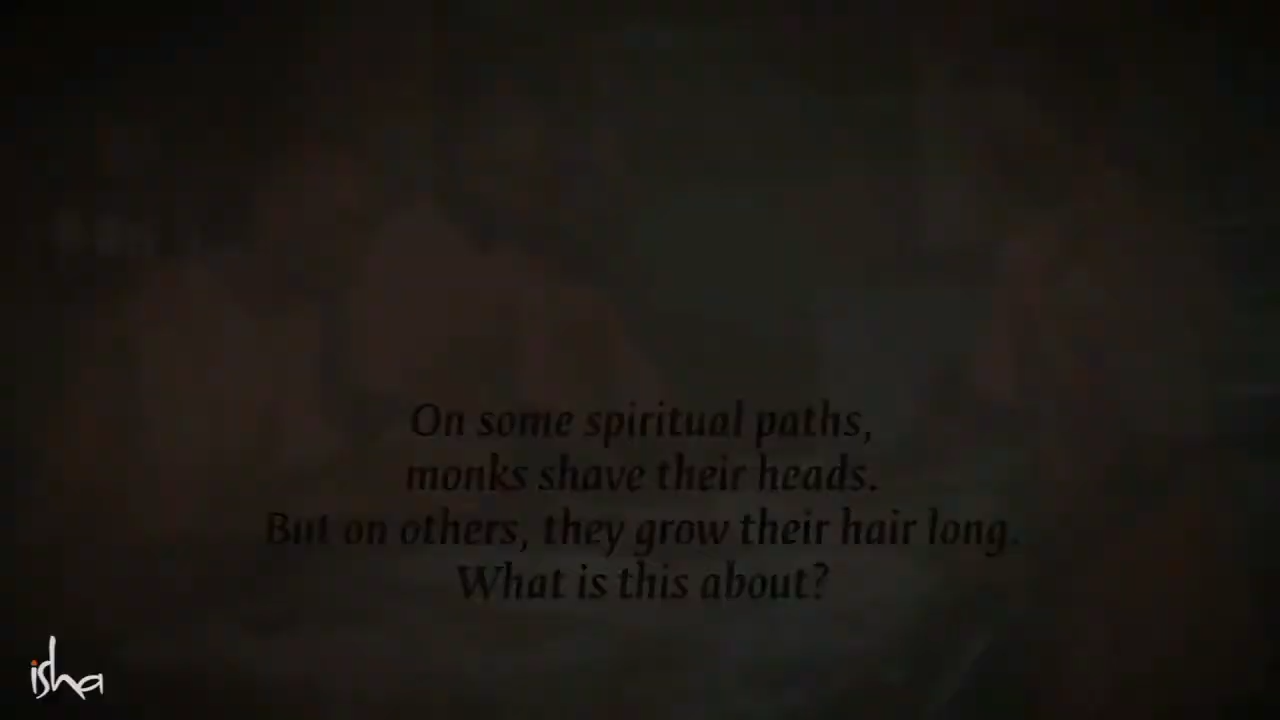 On some spiritual paths,
monks shave their heads.
But on others, they grow their hair long.
What is this about?
isha